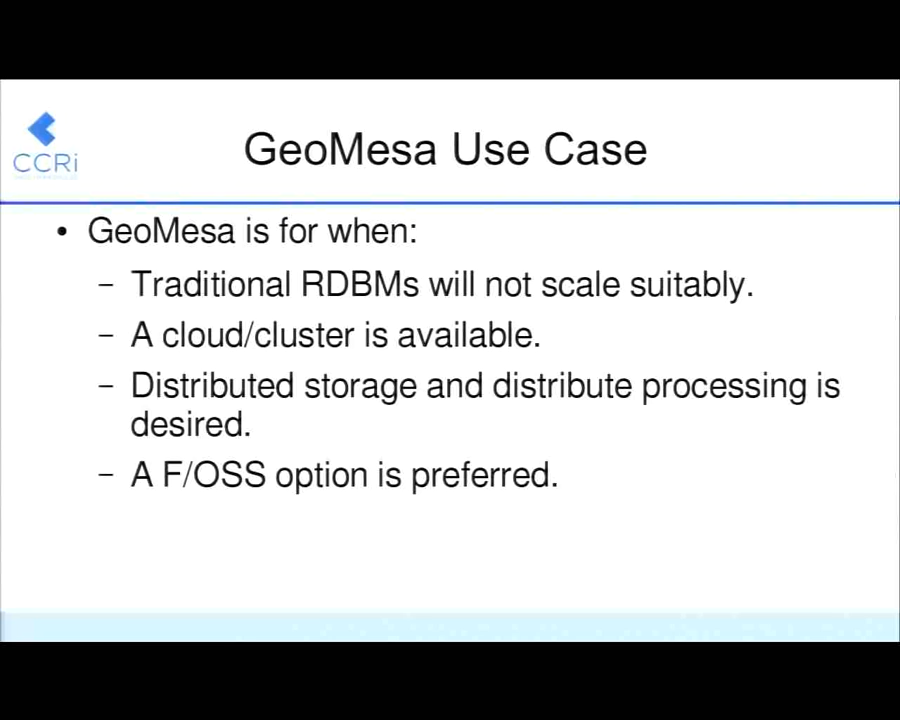 CCRi
GeoMesa Use Case
• GeoMesa is for when:
– Traditional RDBMs will not scale suitably.
– A cloud/cluster is available.
– Distributed storage and distribute processing is
desired.
– A F/OSS option is preferred.